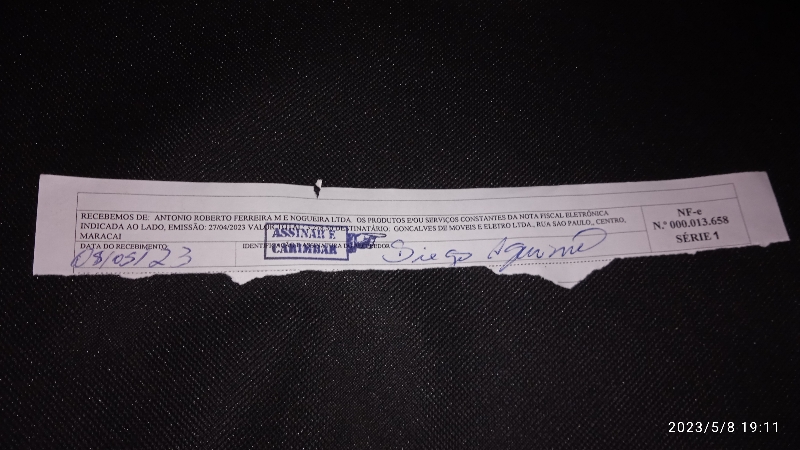 RECEBEMOS DE: ANTONIO ROBERTO FERREIRA M E NOGUEIRA LTDA OS PRODUTOS E/OU SERVIÇOS CONSTANTES DA NOTA FISCAL ELETRÔNICA
INDICADA AO LADO, EMISSÃO: 27/04/2023 VALOR DESTINATÁRIO: GONCALVES DE MOVEIS E ELETRO LTDA, RUA SAO PAULO, CENTRO,
MARACAI
NF-e
N.º 000.013.658
SÉRIE 1
DATA DO RECEBIMENTO
08/05/23
ASSINAR E
CARIMBAR
Diego
2023/5/8 19:11